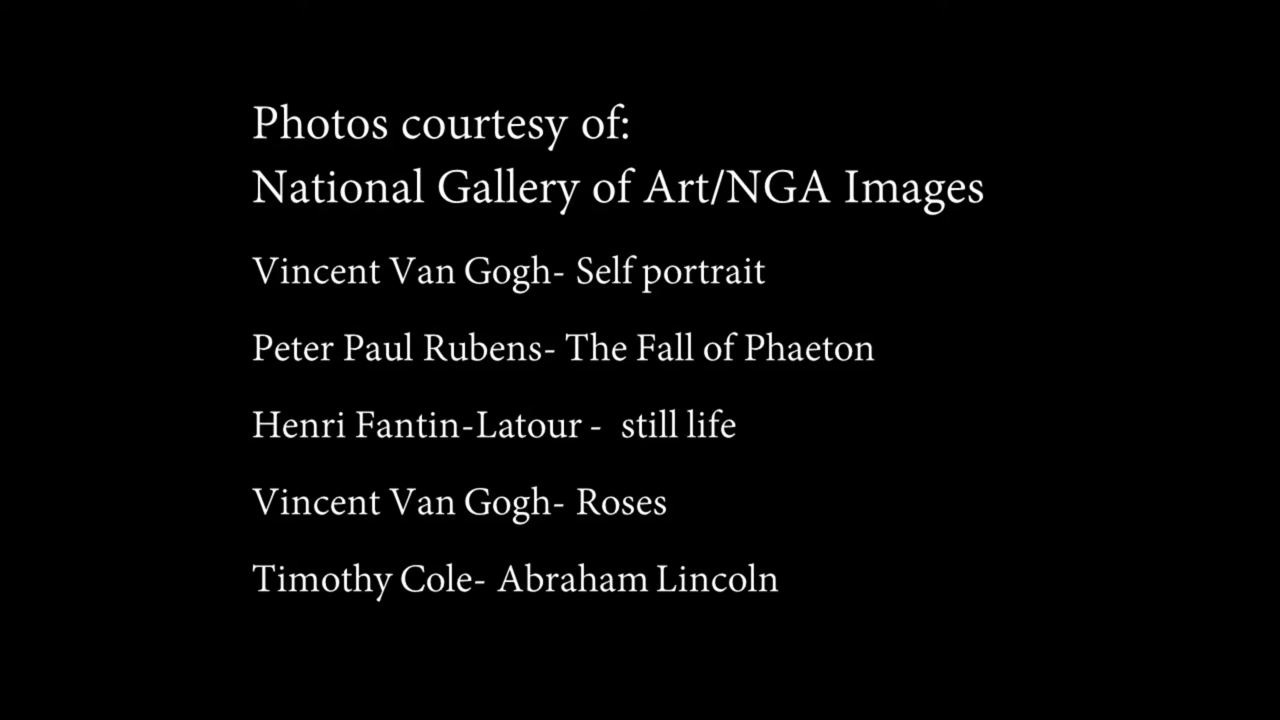 Photos courtesy of:
National Gallery of Art/NGA Images
Vincent Van Gogh- Self portrait
Peter Paul Rubens- The Fall of Phaeton
Henri Fantin-Latour -  still life
Vincent Van Gogh- Roses
Timothy Cole- Abraham Lincoln